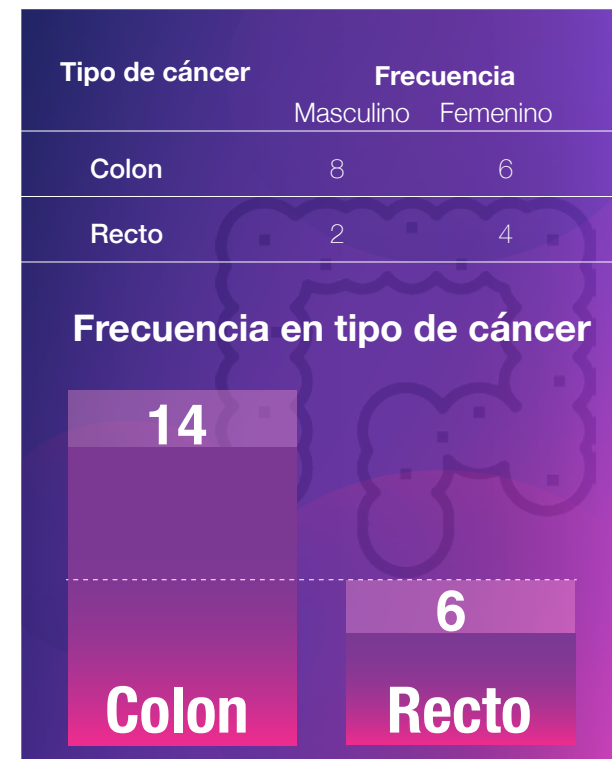 Tipo de cáncer Frecuencia
Masculino Femenino
Colon 8 6
Recto 2 4
Frecuencia en tipo de cáncer
14
6
Colon Recto